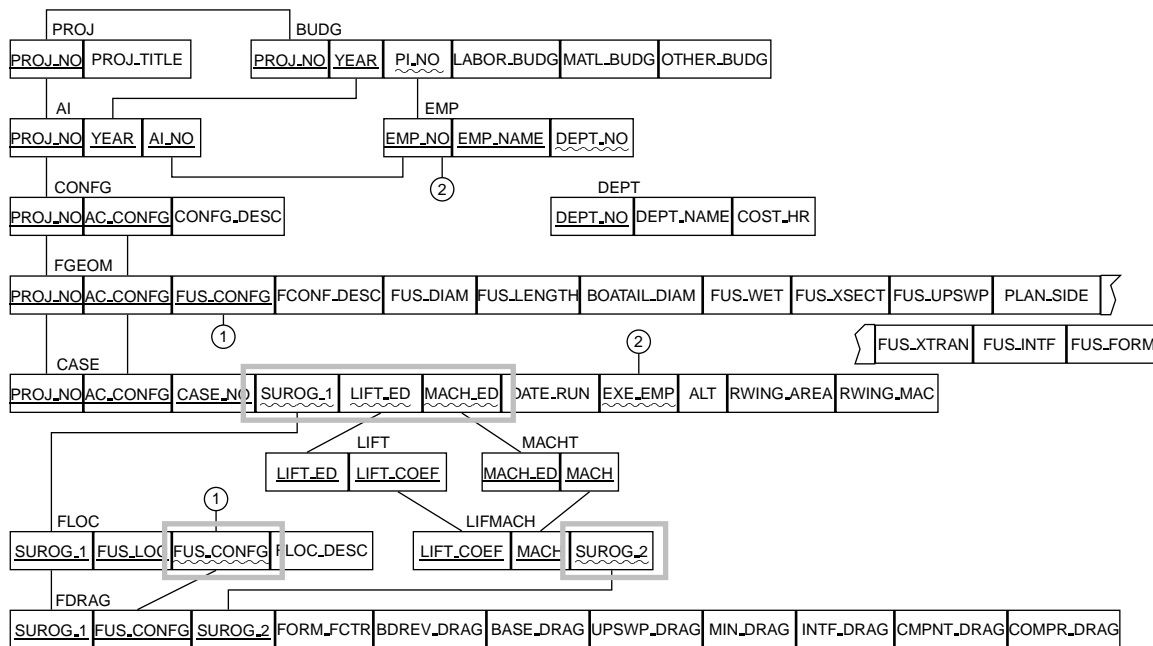 PROJ BUDG
PROJ_NO PROJ_TITLE PROJ_NO YEAR PI_NO LABOR_BUDG MATL_BUDG OTHER_BUDG
AI EMP
PROJ_NO YEAR AI_NO EMP_NO EMP_NAME DEPT_NO
2
CONFG DEPT
PROJ_NO AC_CONFG CONFG_DESC DEPT_NO DEPT_NAME COST_HR
FGEOM
PROJ_NO AC_CONFG FUS_CONFG FCONF_DESC FUS_DIAM FUS_LENGTH BOATAIL_DIAM FUS_WET FUS_XSECT FUS_UPSWP PLAN_SIDE
1 2
FUS_XTRAN FUS_INTF FUS_FORM
CASE
PROJ_NO AC_CONFG CASE_NO SUROG_1 LIFT_ED MACH_ED DATE_RUN EXE_EMP ALT RWING_AREA RWING_MAC
LIFT MACHT
LIFT_ED LIFT_COEF MACH_ED MACH
1
FLOC LIFMACH
SUROG_1 FUS_LOC FUS_CONFG FLOC_DESC LIFT_COEF MACH SUROG_2
FDRAG
SUROG_1 FUS_CONFG SUROG_2 FORM_FCTR BDREV_DRAG BASE_DRAG UPSWP_DRAG MIN_DRAG INTF_DRAG CMPNT_DRAG COMPR_DRAG